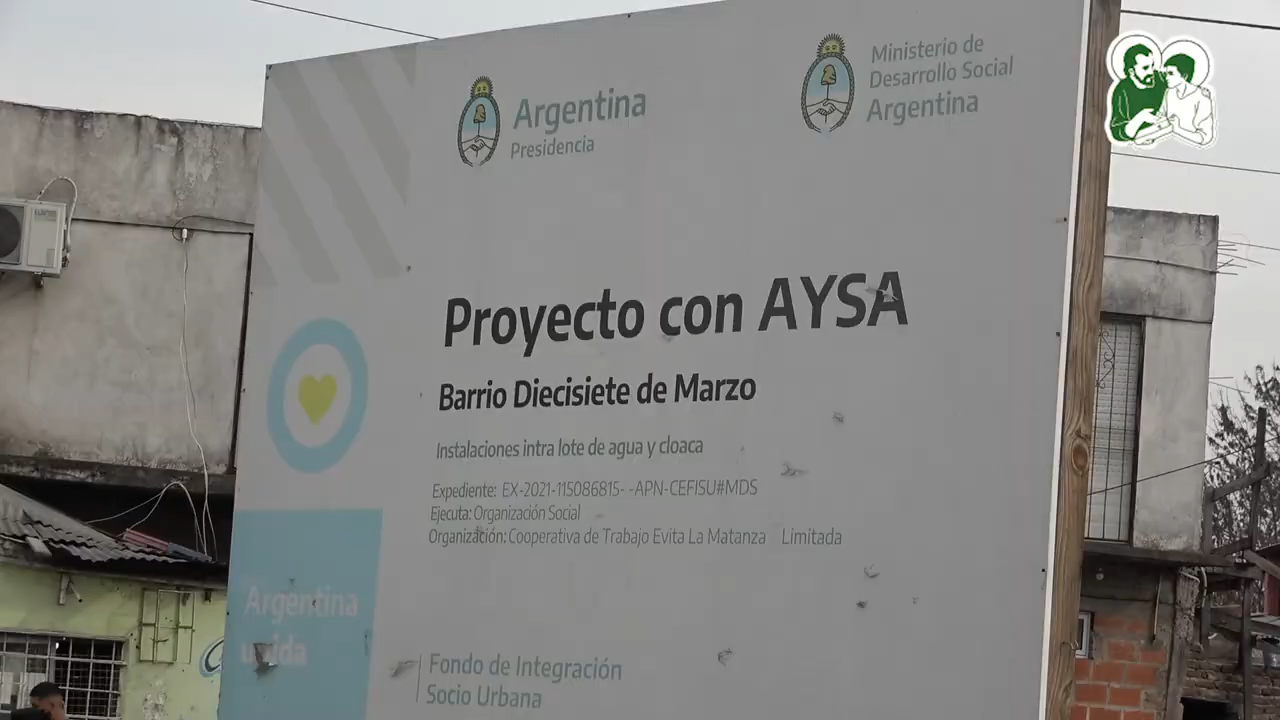 Argentina
Presidencia
Ministerio de
Desarrollo Social
Argentina
Proyecto con AYSA
Barrio Diecisiete de Marzo
Instalaciones intra lote de agua y cloaca
Expediente: EX-2021-115086815- -APN-CEFISU#MDS
Ejecuta: Organización Social
Organización: Cooperativa de Trabajo Evita La Matanza Limitada
Argentina
unida
Fondo de Integración
Socio Urbana